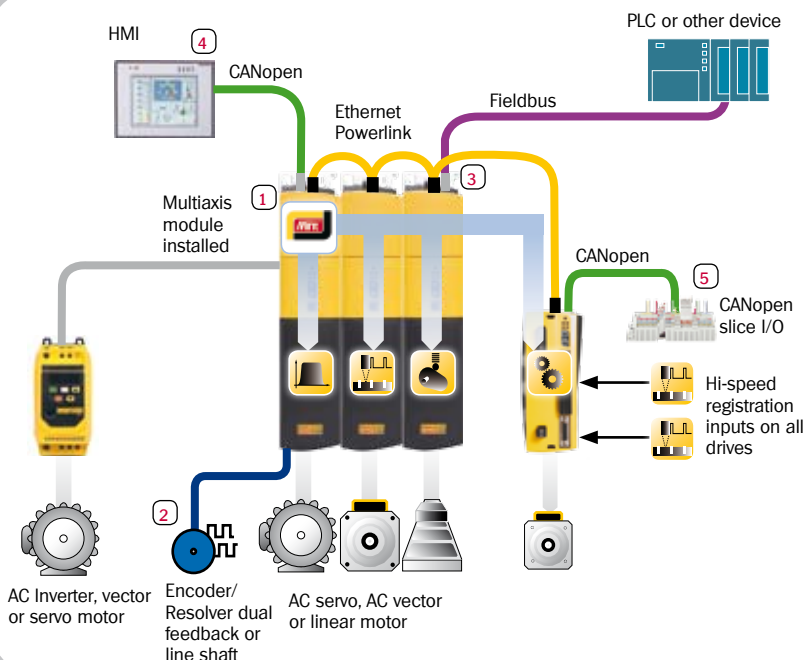 PLC or other device
HMI
4
CANopen
Ethernet
Powerlink
Fieldbus
1
3
Multiaxis
module
installed
Mint
CANopen
5
CANopen
slice I/O
Hi-speed
registration
inputs on all
drives
2
AC Inverter, vector
or servo motor
Encoder/
Resolver dual
feedback or
line shaft
AC servo, AC vector
or linear motor